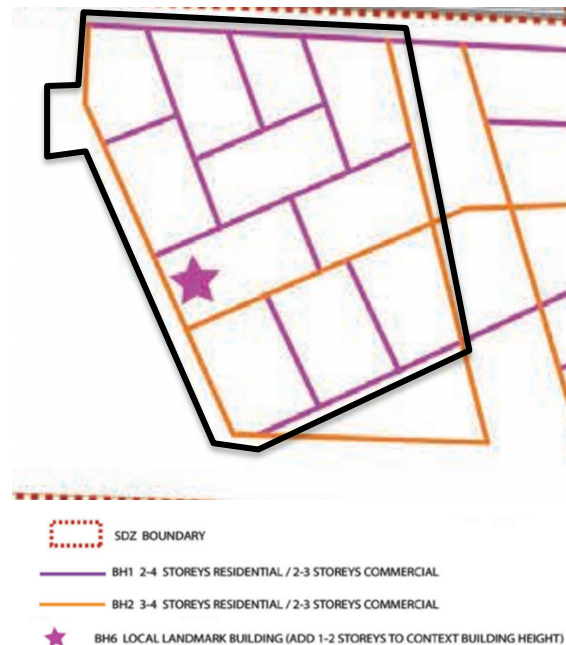 SDZ BOUNDARY
BH1 2-4 STOREYS RESIDENTIAL / 2-3 STOREYS COMMERCIAL
BH2 3-4 STOREYS RESIDENTIAL / 2-3 STOREYS COMMERCIAL
BH6 LOCAL LANDMARK BUILDING (ADD 1-2 STOREYS TO CONTEXT BUILDING HEIGHT)